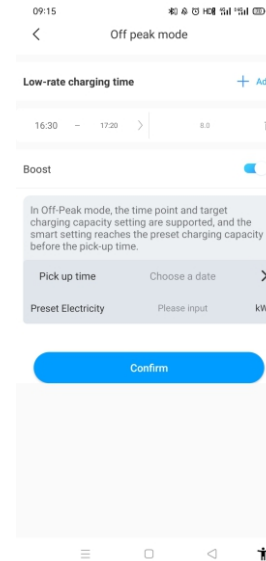 09:15
Off peak mode
Low-rate charging time + Ad
16:30 – 17:20 6.0
Boost
In Off-Peak mode, the time point and target
charging capacity setting are supported, and the
smart setting reaches the preset charging capacity
before the pick-up time.
Pick up time Choose a date
Preset Electricity Please input kW
Confirm